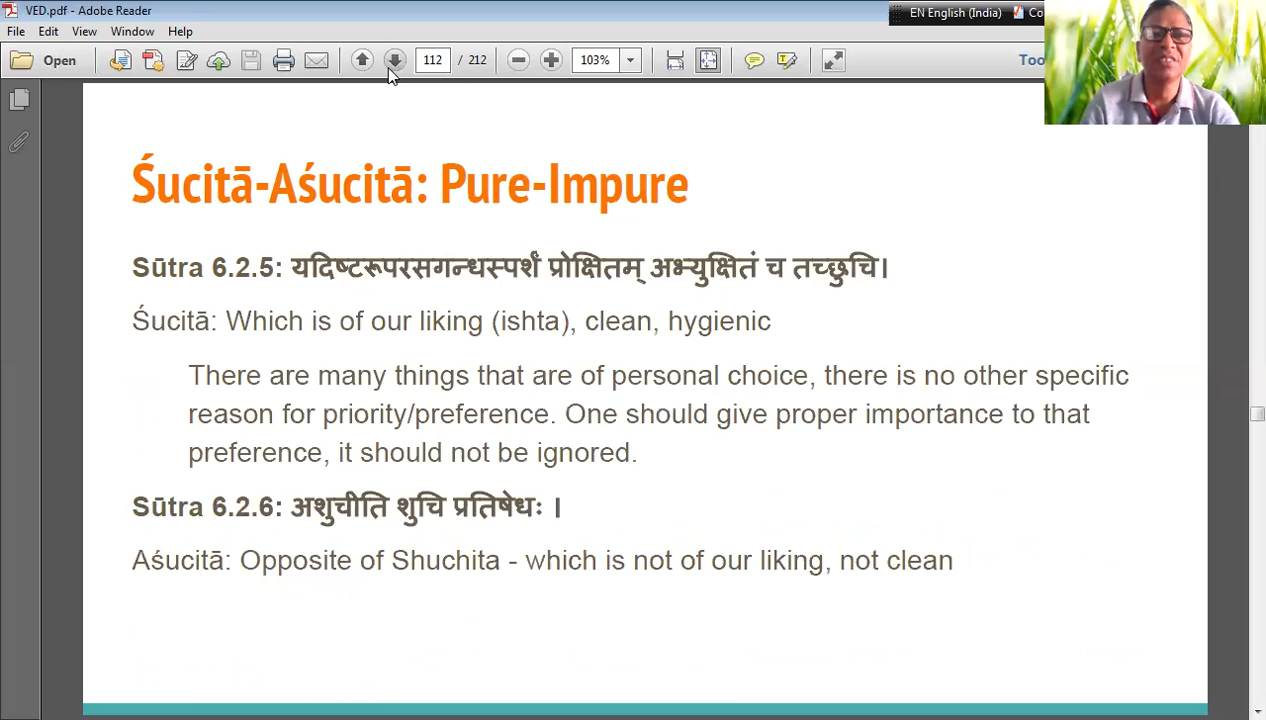 VED.pdf - Adobe Reader
EN English (India)
Co
File Edit View Window Help
Open
112 / 212
103%
Too
Śucitā-Aśucitā: Pure-Impure
Sūtra 6.2.5: यदिष्टरूपरसगन्धस्पर्शं प्रोक्षितम् अभ्युक्षितं च तच्छुचि।
Śucitā: Which is of our liking (ishta), clean, hygienic
There are many things that are of personal choice, there is no other specific
reason for priority/preference. One should give proper importance to that
preference, it should not be ignored.
Sūtra 6.2.6: अशुचीति शुचि प्रतिषेधः ।
Aśucitā: Opposite of Shuchita - which is not of our liking, not clean